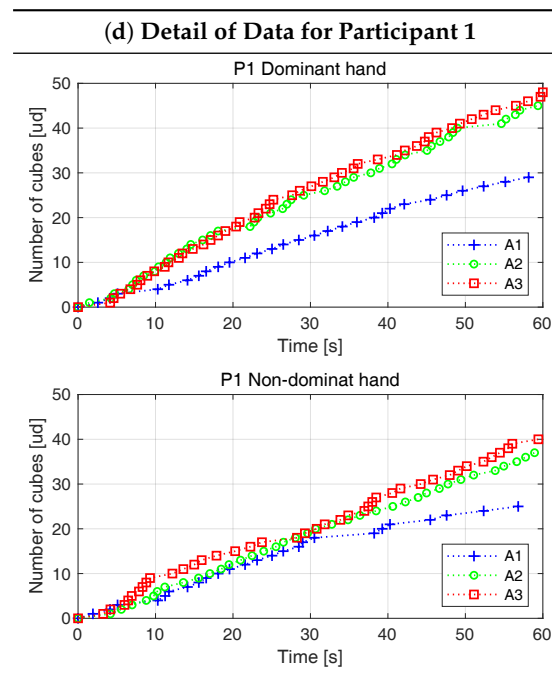 (d) Detail of Data for Participant 1
P1 Dominant hand
Number of cubes [ud]
50
40
30
20
10
0
A1
A2
A3
0 10 20 30 40 50 60
Time [s]
P1 Non-dominat hand
Number of cubes [ud]
50
40
30
20
10
0
A1
A2
A3
0 10 20 30 40 50 60
Time [s]